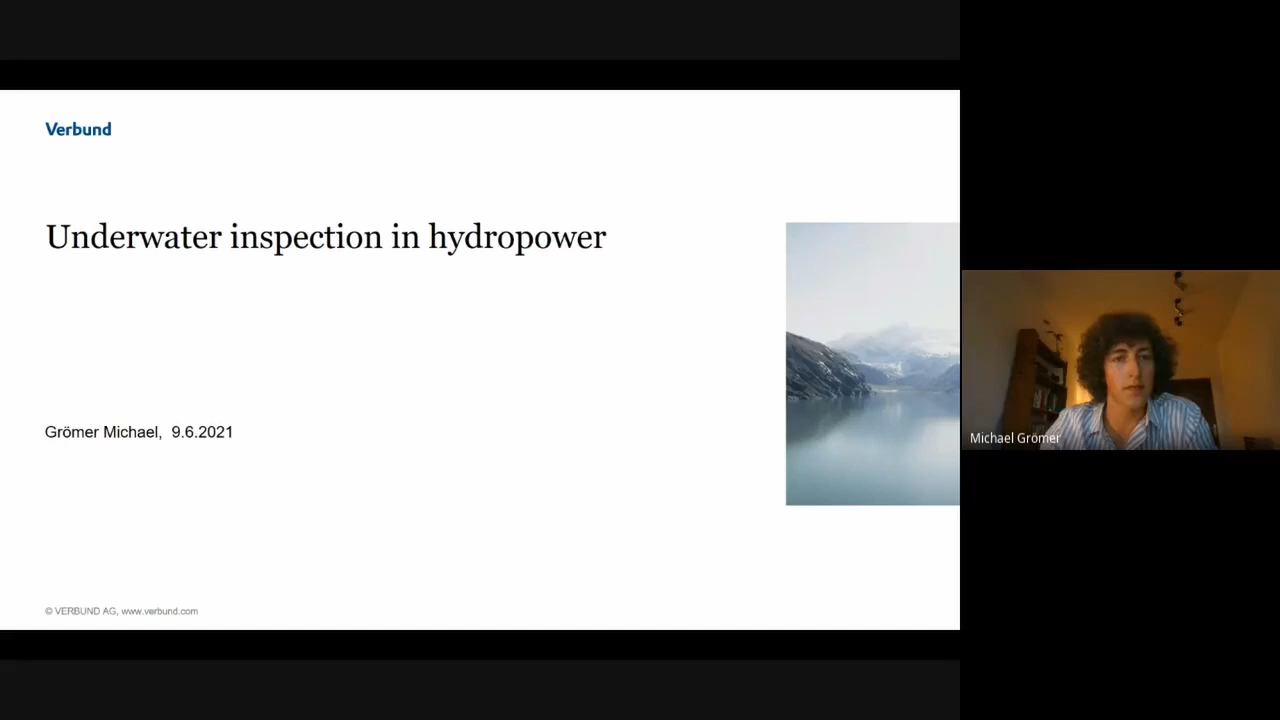 Verbund
Underwater inspection in hydropower
Grömer Michael, 9.6.2021
Michael Grömer
© VERBUND AG, www.verbund.com